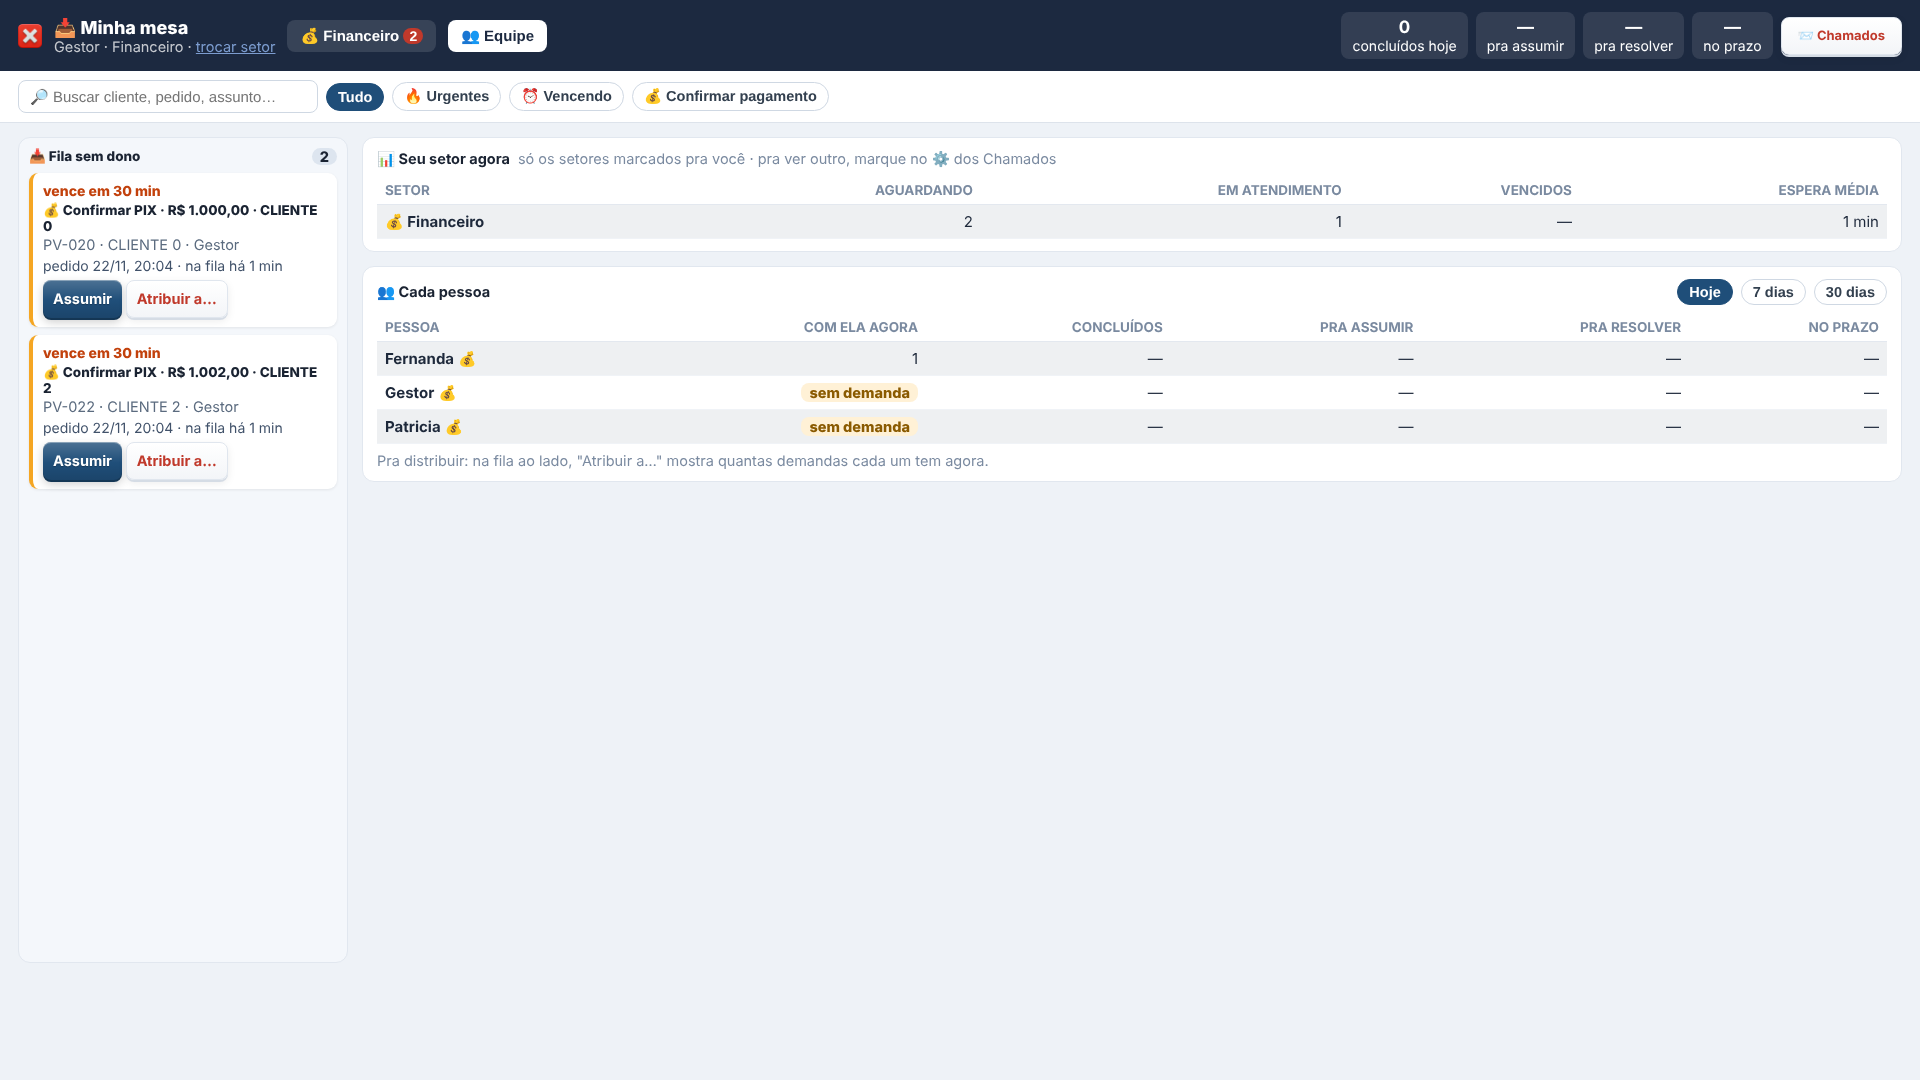 Minha mesa
Gestor · Financeiro · trocar setor
Financeiro 2
Equipe
0
concluídos hoje
—
pra assumir
—
pra resolver
—
no prazo
Chamados
Buscar cliente, pedido, assunto…
Tudo
Urgentes
Vencendo
Confirmar pagamento
Fila sem dono 2
vence em 30 min
Confirmar PIX · R$ 1.000,00 · CLIENTE
0
PV-020 · CLIENTE 0 · Gestor
pedido 22/11, 20:04 · na fila há 1 min
Assumir Atribuir a…
vence em 30 min
Confirmar PIX · R$ 1.002,00 · CLIENTE
2
PV-022 · CLIENTE 2 · Gestor
pedido 22/11, 20:04 · na fila há 1 min
Assumir Atribuir a…
Seu setor agora só os setores marcados pra você · pra ver outro, marque no ⚙️ dos Chamados
SETOR AGUARDANDO EM ATENDIMENTO VENCIDOS ESPERA MÉDIA
Financeiro 2 1 — 1 min
Cada pessoa Hoje 7 dias 30 dias
PESSOA COM ELA AGORA CONCLUÍDOS PRA ASSUMIR PRA RESOLVER NO PRAZO
Fernanda 1 — — — —
Gestor sem demanda — — — —
Patricia sem demanda — — — —
Pra distribuir: na fila ao lado, "Atribuir a…" mostra quantas demandas cada um tem agora.